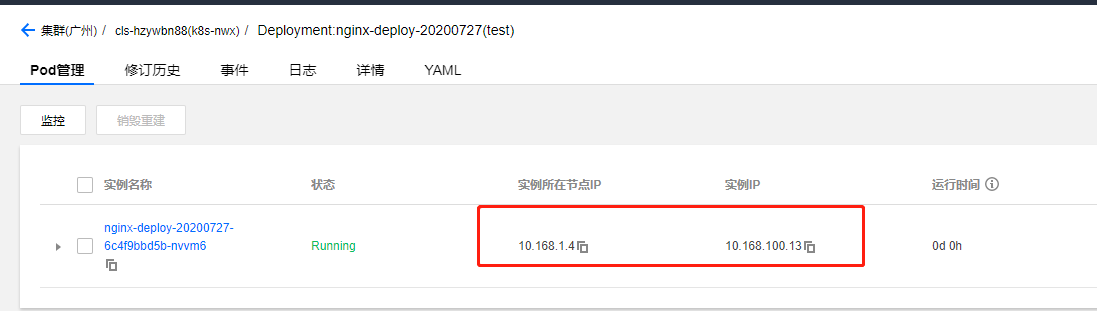 集群(广州) / cls-hzywbn88(k8s-nwx) / Deployment:nginx-deploy-20200727(test)
Pod管理 修订历史 事件 日志 详情 YAML
监控 销毁重建
实例名称 状态 实例所在节点IP 实例IP 运行时间
nginx-deploy-20200727-
6c4f9bbd5b-nvvm6 Running 10.168.1.4 10.168.100.13 0d 0h